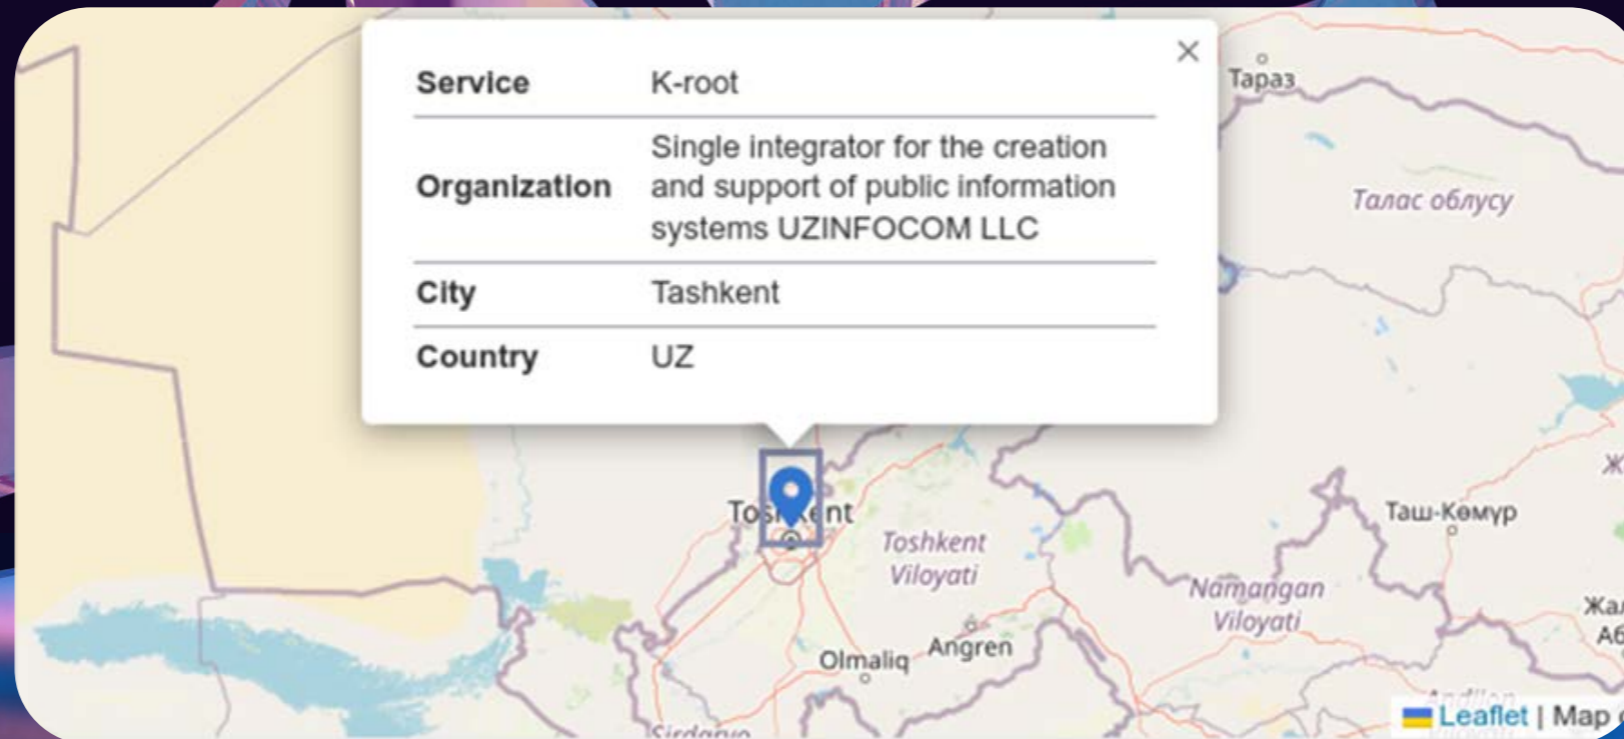 Service K-root
Organization Single integrator for the creation
and support of public information
systems UZINFOCOM LLC
City Tashkent
Country UZ
×
Тараз
Талас облусу
Toshkent
Toshkent
Viloyati
Таш-Көмүр
Namangan
Viloyati
Angren
Olmaliq
Leaflet | Map